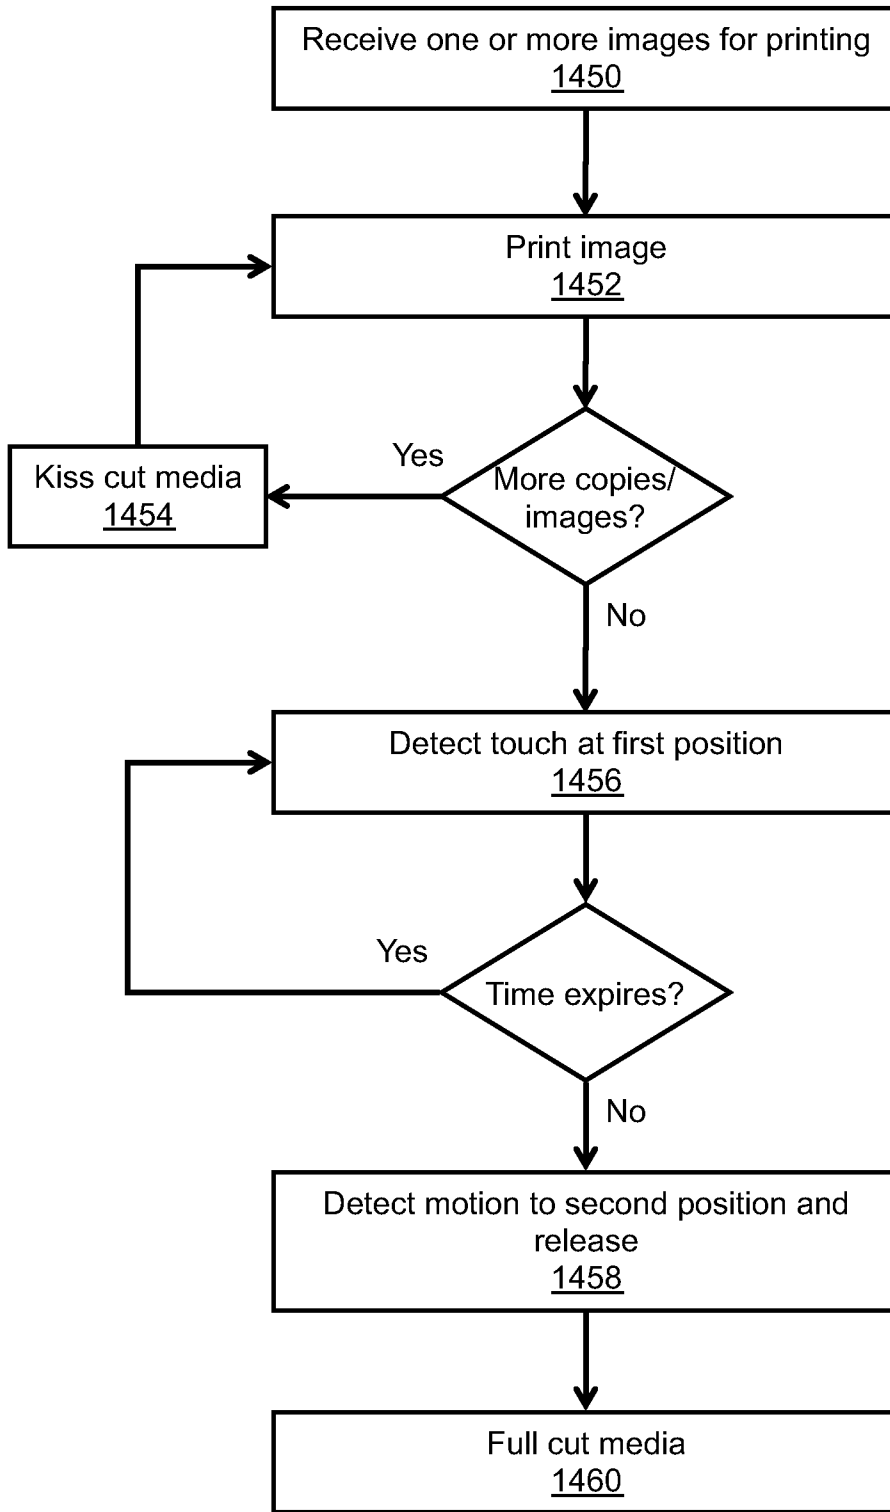 Receive one or more images for printing
1450
Print image
1452
Yes
Kiss cut media
1454
More copies/
images?
No
Detect touch at first position
1456
Yes
Time expires?
No
Detect motion to second position and
release
1458
Full cut media
1460